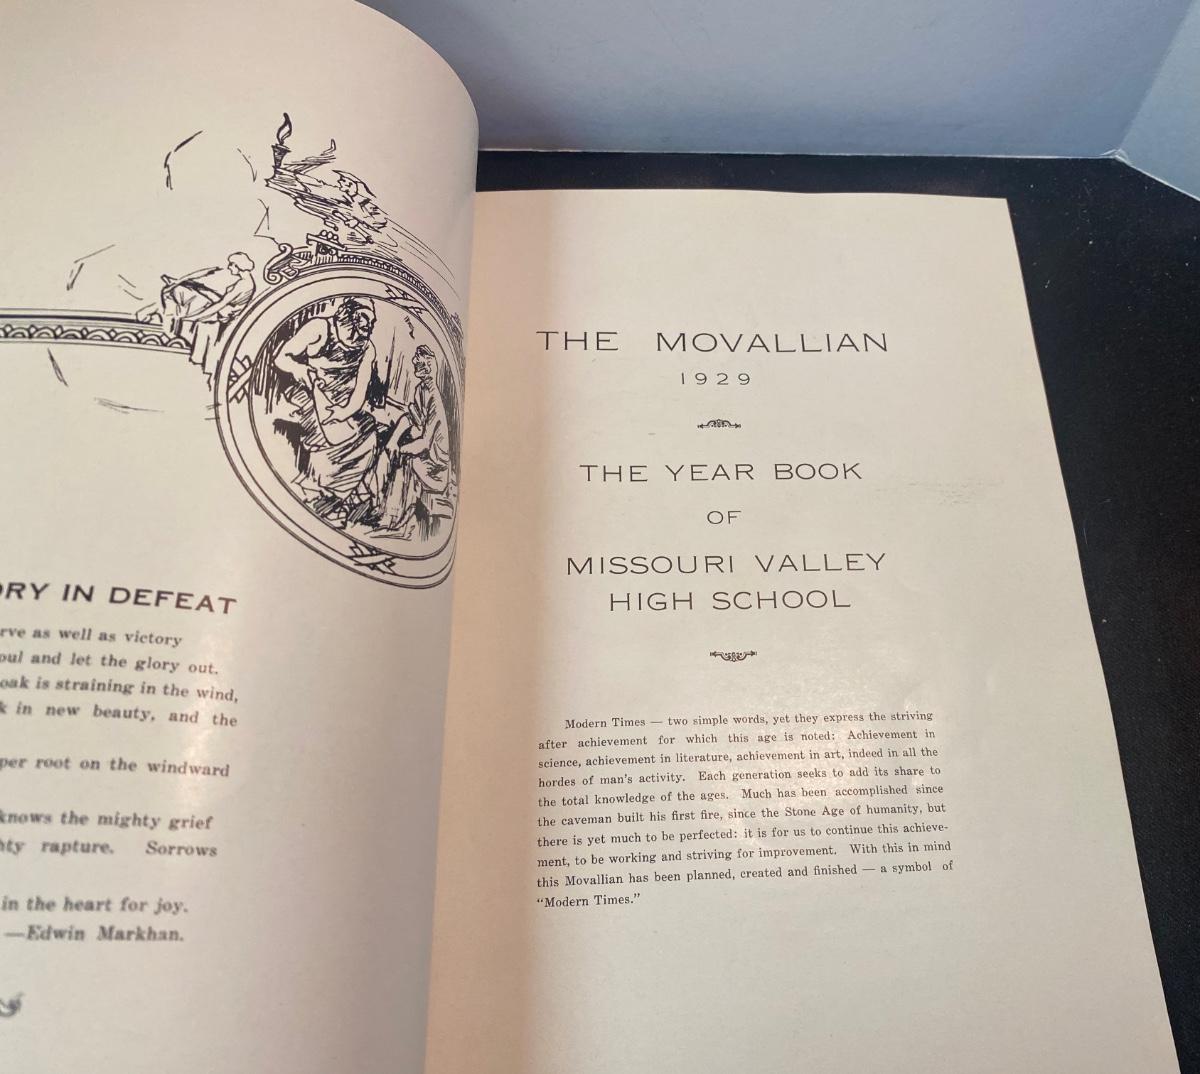 ORY IN DEFEAT
rve as well as victory
oul and let the glory out.
oak is straining in the wind,
k in new beauty, and the
per root on the windward
knows the mighty grief
hty rapture. Sorrows
in the heart for joy.
—Edwin Markhan.
THE MOVALLIAN
1929
THE YEAR BOOK
OF
MISSOURI VALLEY
HIGH SCHOOL
Modern Times — two simple words, yet they express the striving
after achievement for which this age is noted: Achievement in
science, achievement in literature, achievement in art, indeed in all the
hordes of man's activity. Each generation seeks to add its share to
the total knowledge of the ages. Much has been accomplished since
the caveman built his first fire, since the Stone Age of humanity, but
there is yet much to be perfected: it is for us to continue this achieve-
ment, to be working and striving for improvement. With this in mind
this Movallian has been planned, created and finished — a symbol of
“Modern Times.”